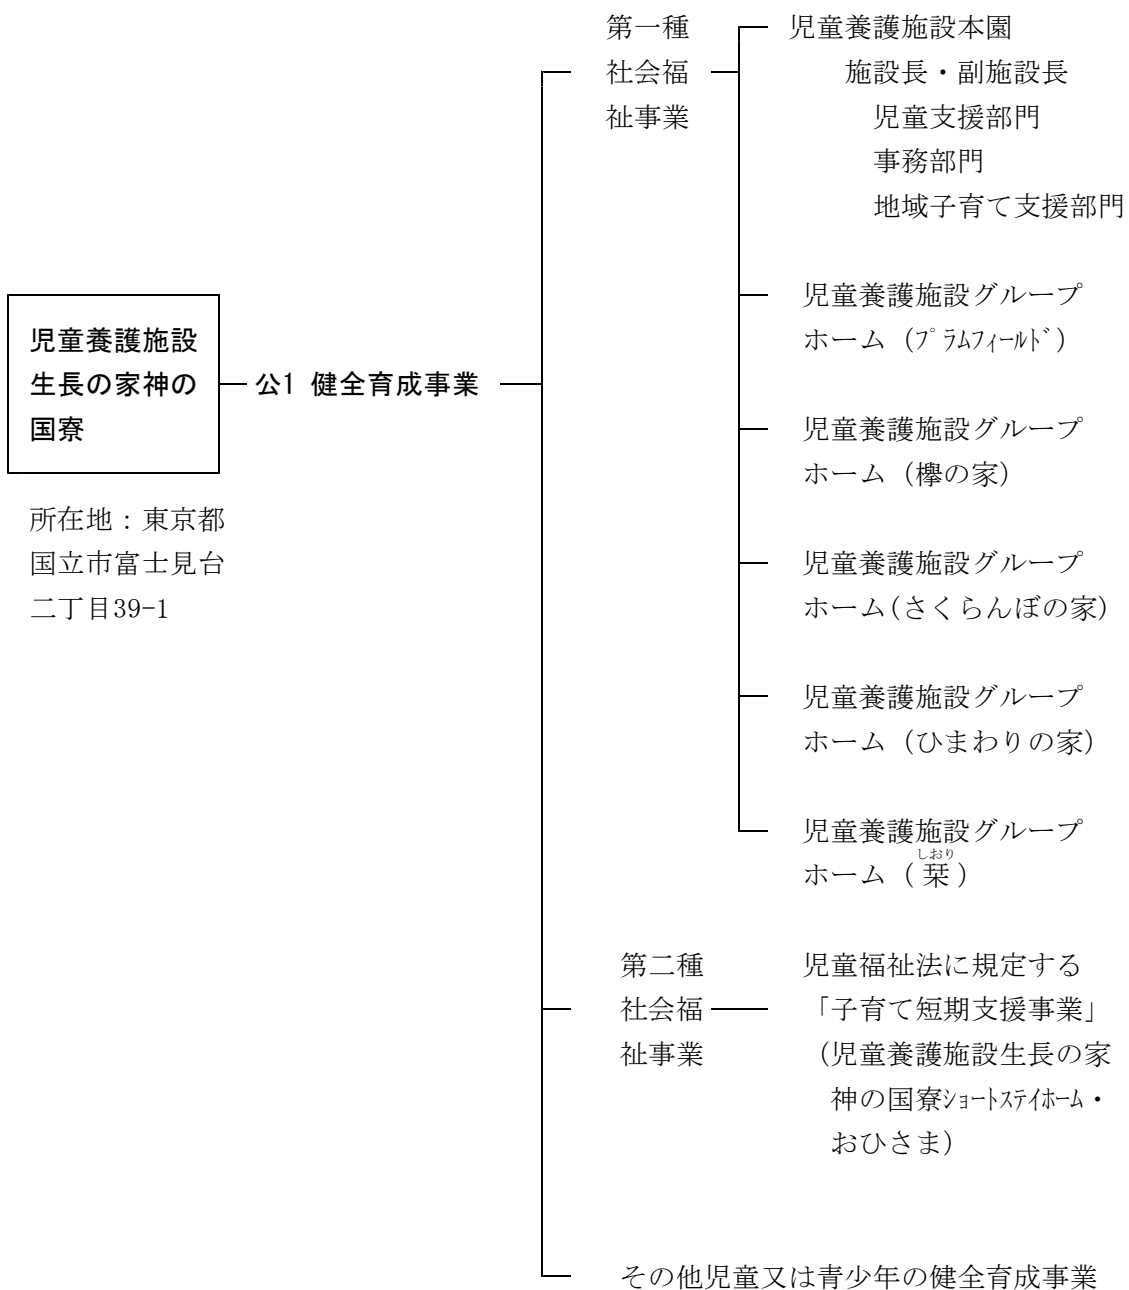 児童養護施設
生長の家神の
国寮
所在地：東京都
国立市富士見台
二丁目39−1
公1 健全育成事業
第一種
社会福
祉事業
児童養護施設本園
施設長・副施設長
児童支援部門
事務部門
地域子育て支援部門
児童養護施設グループ
ホーム（ﾌﾟﾗﾑﾌｨｰﾙﾄﾞ）
児童養護施設グループ
ホーム（欅の家）
児童養護施設グループ
ホーム(さくらんぼの家)
児童養護施設グループ
ホーム（ひまわりの家）
児童養護施設グループ
しおり
ホーム（栞）
第二種
社会福
祉事業
児童福祉法に規定する
「子育て短期支援事業」
（児童養護施設生長の家
神の国寮ｼｮｰﾄｽﾃｲﾎｰﾑ・
おひさま）
その他児童又は青少年の健全育成事業